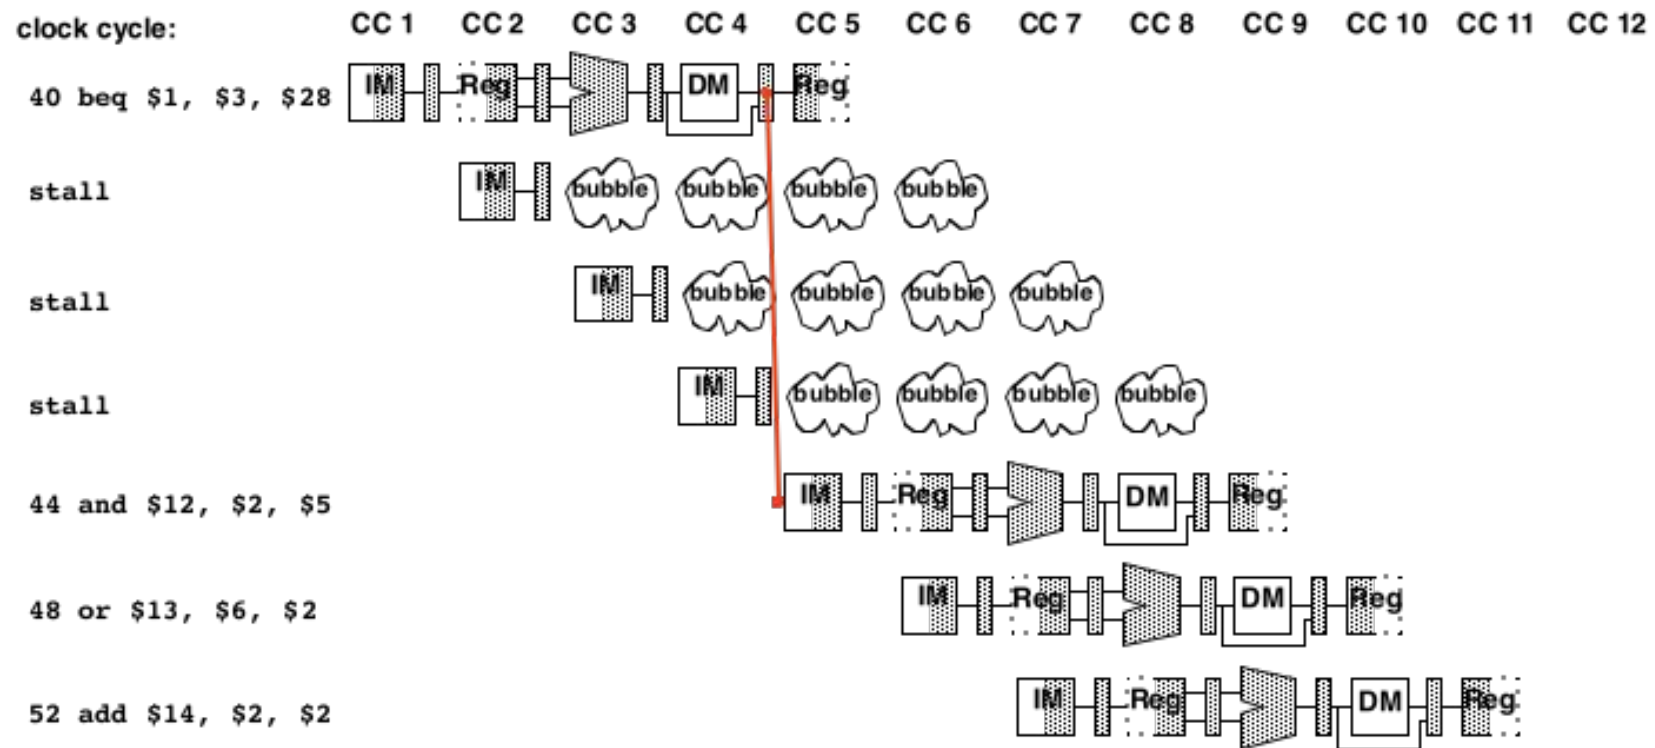 clock cycle: CC 1 CC 2 CC 3 CC 4 CC 5 CC 6 CC 7 CC 8 CC 9 CC 10 CC 11 CC 12
40 beq $1, $3, $28 IM Reg DM Reg
stall IM bubble bubble bubble bubble
stall IM bubble bubble bubble bubble
stall IM bubble bubble bubble bubble
44 and $12, $2, $5 IM Reg DM Reg
48 or $13, $6, $2 IM Reg DM Reg
52 add $14, $2, $2 IM Reg DM Reg